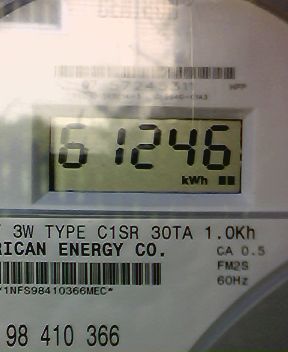 61246
kWh
3W TYPE C1SR 30TA 1.0Kh
RICAN ENERGY CO.
CA 0.5
FM2S
60Hz
Y1NFS98410366MEC*
98 410 366